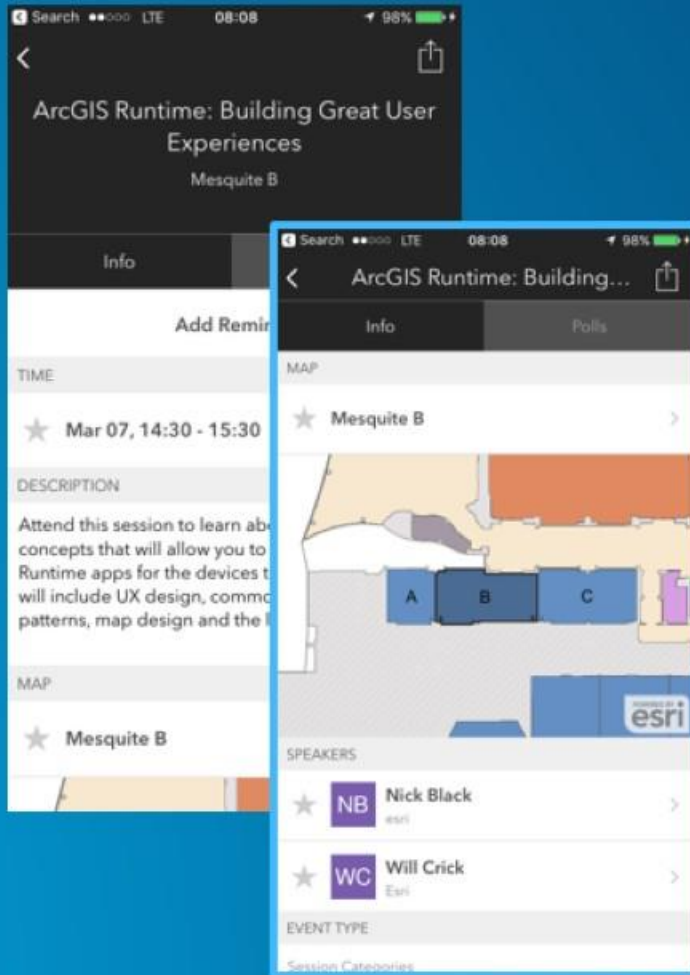 Search LTE 08:08 98%
ArcGIS Runtime: Building Great User
Experiences
Mesquite B
Info
Add Remin
TIME
Mar 07, 14:30 - 15:30
DESCRIPTION
Attend this session to learn ab
concepts that will allow you to
Runtime apps for the devices t
will include UX design, commo
patterns, map design and the l
MAP
Mesquite B
Search LTE 08:08 98%
ArcGIS Runtime: Building...
Info Polls
MAP
Mesquite B
A B C
POWERED BY
esri
SPEAKERS
NB Nick Black
esri
WC Will Crick
Esri
EVENT TYPE
Session Categories